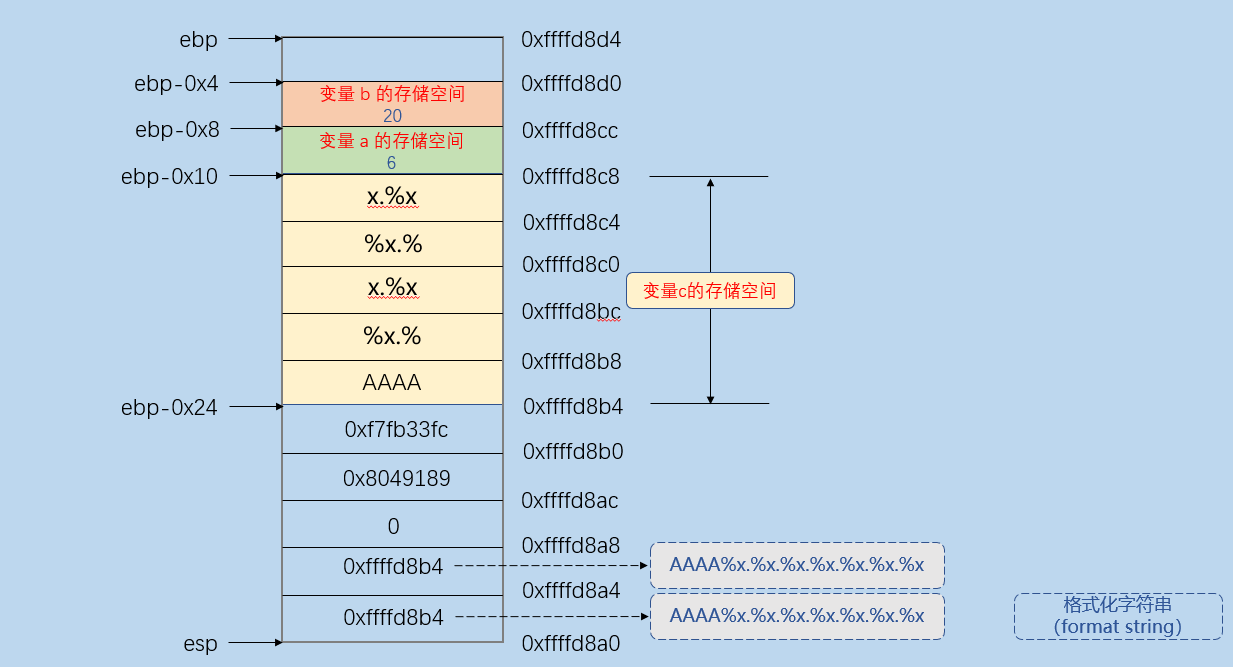 ebp
0xffffd8d4
ebp-0x4
0xffffd8d0
变量 b 的存储空间
20
ebp-0x8
0xffffd8cc
变量 a 的存储空间
6
ebp-0x10
0xffffd8c8
x.%x
0xffffd8c4
%x.%
0xffffd8c0
x.%x
变量c的存储空间
0xffffd8bc
%x.%
0xffffd8b8
AAAA
ebp-0x24
0xffffd8b4
0xf7fb33fc
0xffffd8b0
0x8049189
0xffffd8ac
0
0xffffd8a8
0xffffd8b4
AAAA%x.%x.%x.%x.%x.%x.%x
0xffffd8a4
0xffffd8b4
AAAA%x.%x.%x.%x.%x.%x.%x
格式化字符串
(format string)
esp
0xffffd8a0